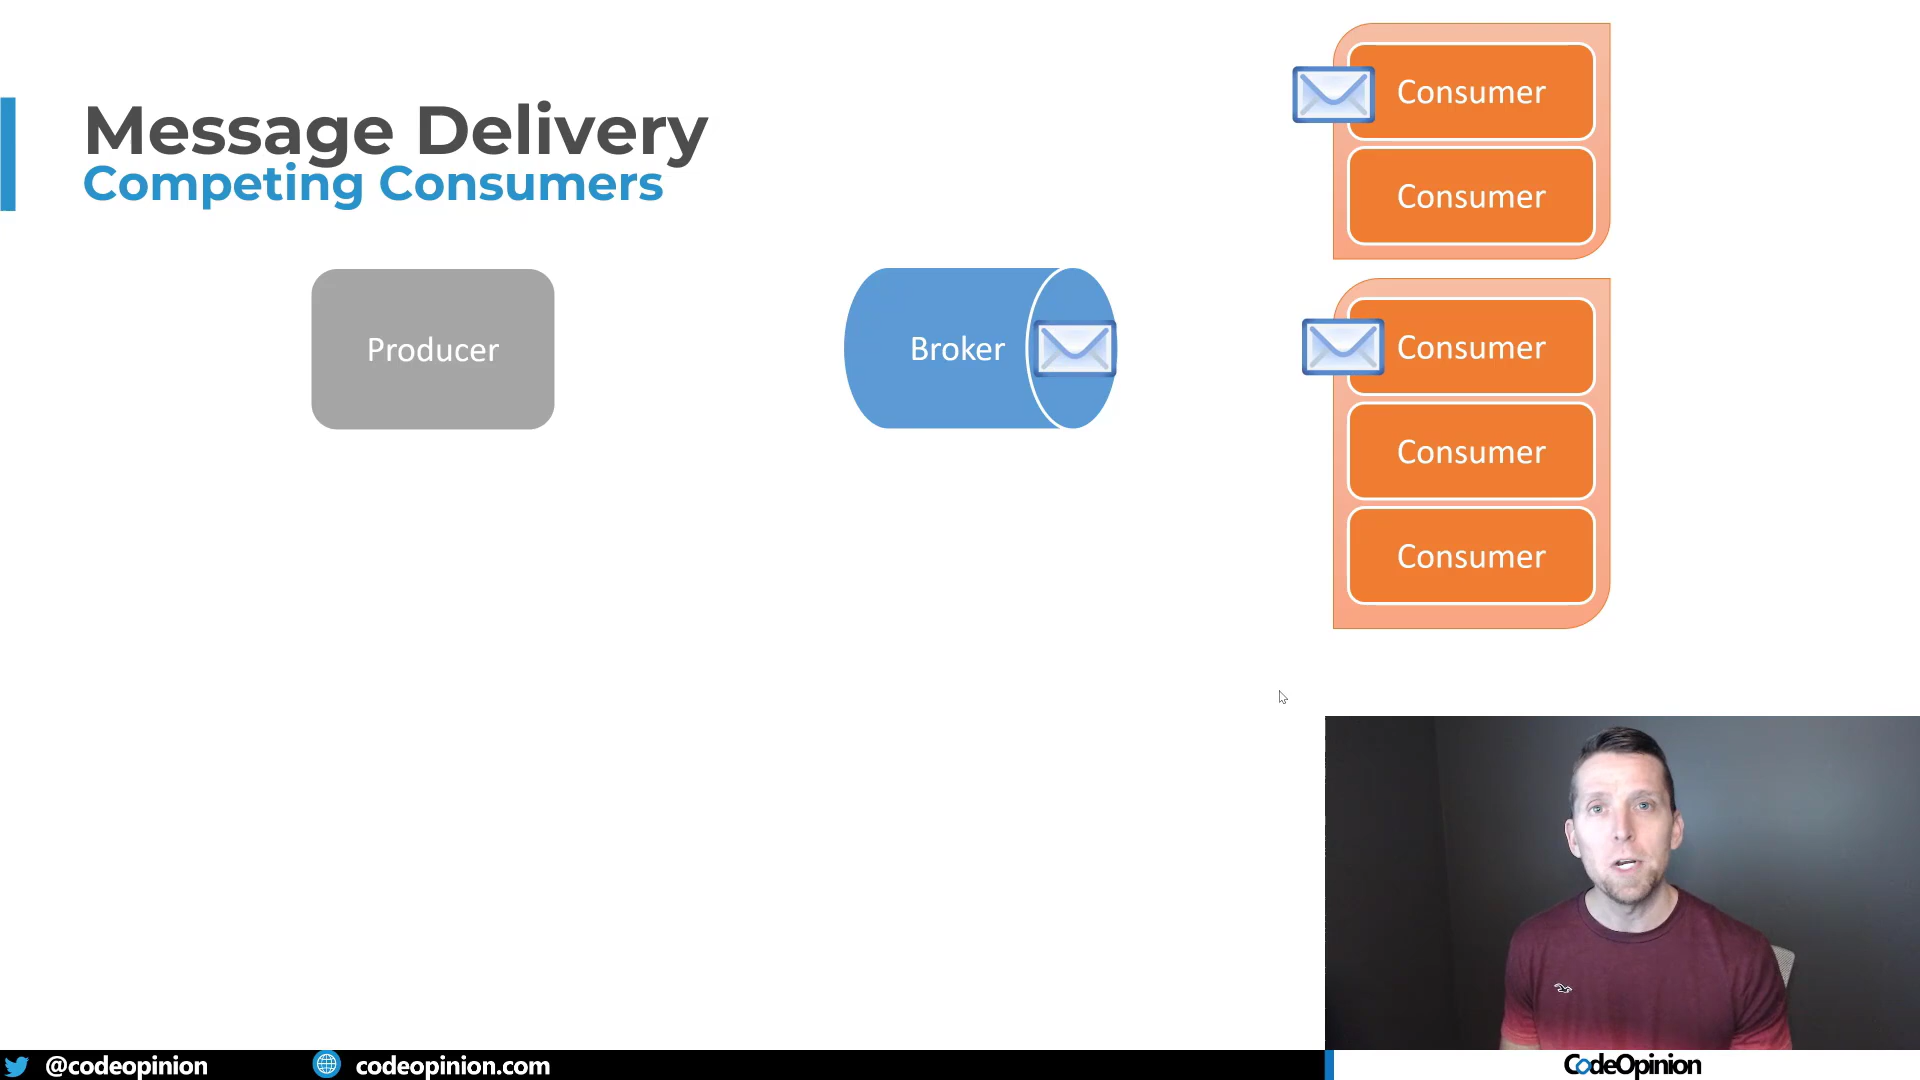 Message Delivery
Competing Consumers
Producer
Broker
Consumer
Consumer
Consumer
Consumer
Consumer
@codeopinion
codeopinion.com
CodeOpinion